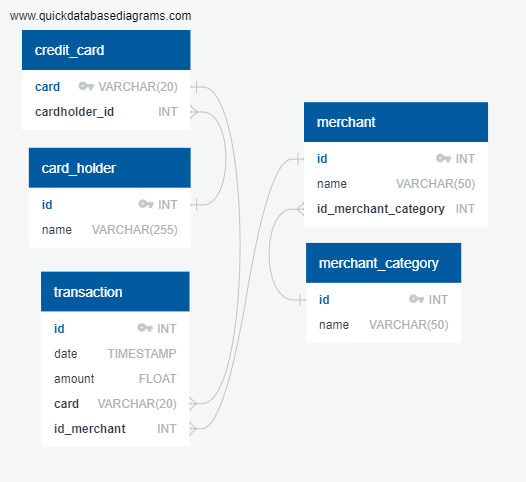 www.quickdatabasediagrams.com
credit_card
card VARCHAR(20)
cardholder_id INT
card_holder
id INT
name VARCHAR(255)
transaction
id INT
date TIMESTAMP
amount FLOAT
card VARCHAR(20)
id_merchant INT
merchant
id INT
name VARCHAR(50)
id_merchant_category INT
merchant_category
id INT
name VARCHAR(50)